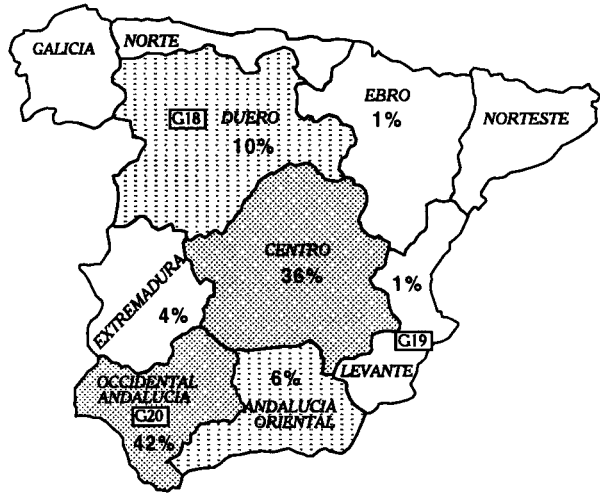 GALICIA
NORTE
G18 DUERO
10%
EBRO
1%
NORTESTE
CENTRO
36%
EXTREMADURA
4%
1%
G19
LEVANTE
OCCIDENTAL
ANDALUCIA
G20
42%
6%
ANDALUCIA
ORIENTAL